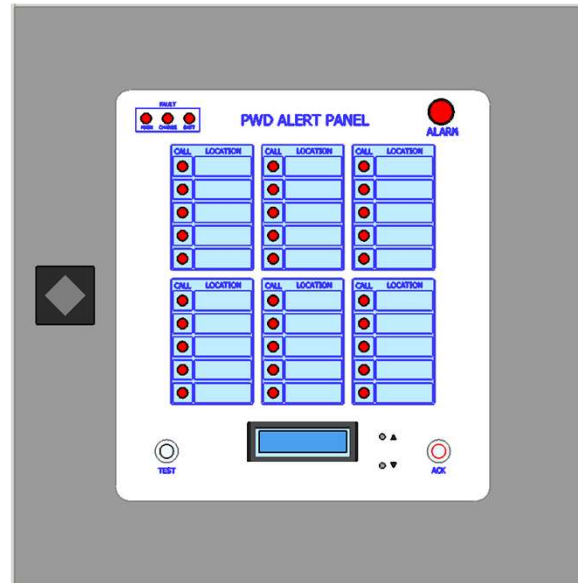 FAULT
MAIN CHARGE BATT
PWD ALERT PANEL
ALARM
CALL LOCATION CALL LOCATION CALL LOCATION
CALL LOCATION CALL LOCATION CALL LOCATION
TEST
ACK